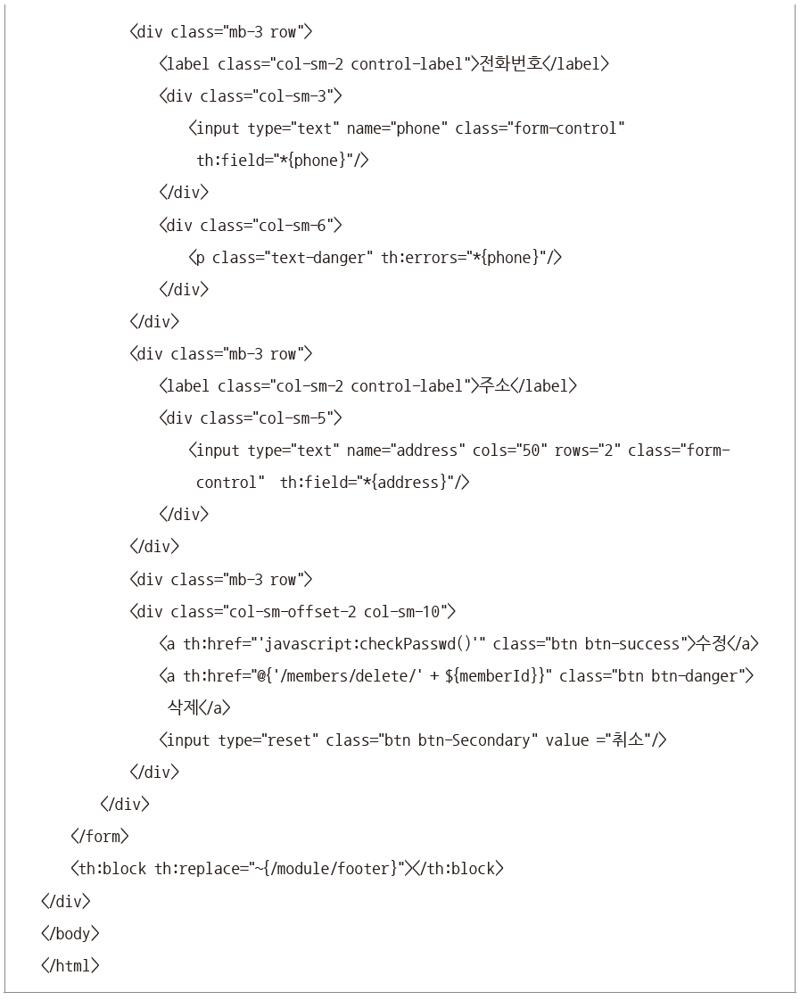 <div class="mb-3 row">
<label class="col-sm-2 control-label">전화번호</label>
<div class="col-sm-3">
<input type="text" name="phone" class="form-control"
th:field="*{phone}"/>
</div>
<div class="col-sm-6">
<p class="text-danger" th:errors="*{phone}"/>
</div>
</div>
<div class="mb-3 row">
<label class="col-sm-2 control-label">주소</label>
<div class="col-sm-5">
<input type="text" name="address" cols="50" rows="2" class="form-
control" th:field="*{address}"/>
</div>
</div>
<div class="mb-3 row">
<div class="col-sm-offset-2 col-sm-10">
<a th:href="'javascript:checkPasswd()'" class="btn btn-success">수정</a>
<a th:href="@{'/members/delete/' + ${memberId}}" class="btn btn-danger">
삭제</a>
<input type="reset" class="btn btn-Secondary" value ="취소"/>
</div>
</div>
</form>
<th:block th:replace="~{/module/footer}"></th:block>
</div>
</body>
</html>